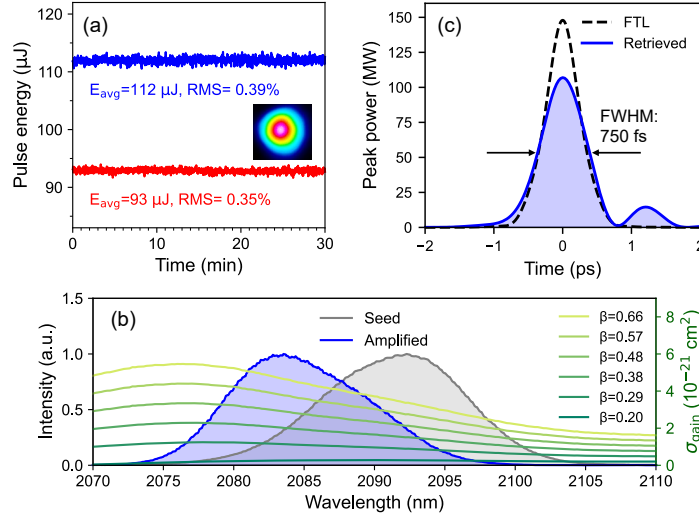 (a)
Pulse energy (µJ)
110
100
90
E_avg=112 µJ, RMS= 0.39%
E_avg=93 µJ, RMS= 0.35%
0
10
20
30
Time (min)
(c)
Peak power (MW)
150
125
100
75
50
25
0
FTL
Retrieved
FWHM:
750 fs
−2
−1
0
1
2
Time (ps)
(b)
Intensity (a.u.)
1.5
1.0
0.5
0.0
Seed
Amplified
β=0.66
β=0.57
β=0.48
β=0.38
β=0.29
β=0.20
8
6
4
2
0
σ_gain (10⁻²¹ cm²)
2070
2075
2080
2085
2090
2095
2100
2105
2110
Wavelength (nm)